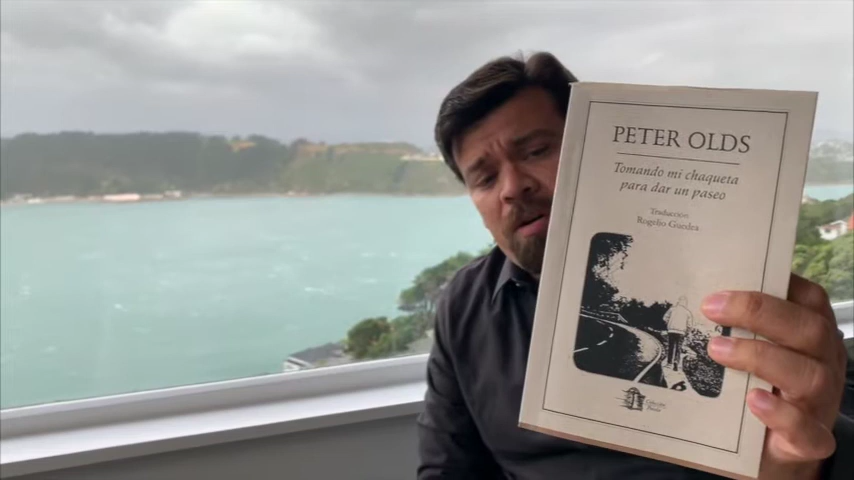 PETER OLDS
Tomando mi chaqueta
para dar un paseo
Traducción
Rogelio Guedea